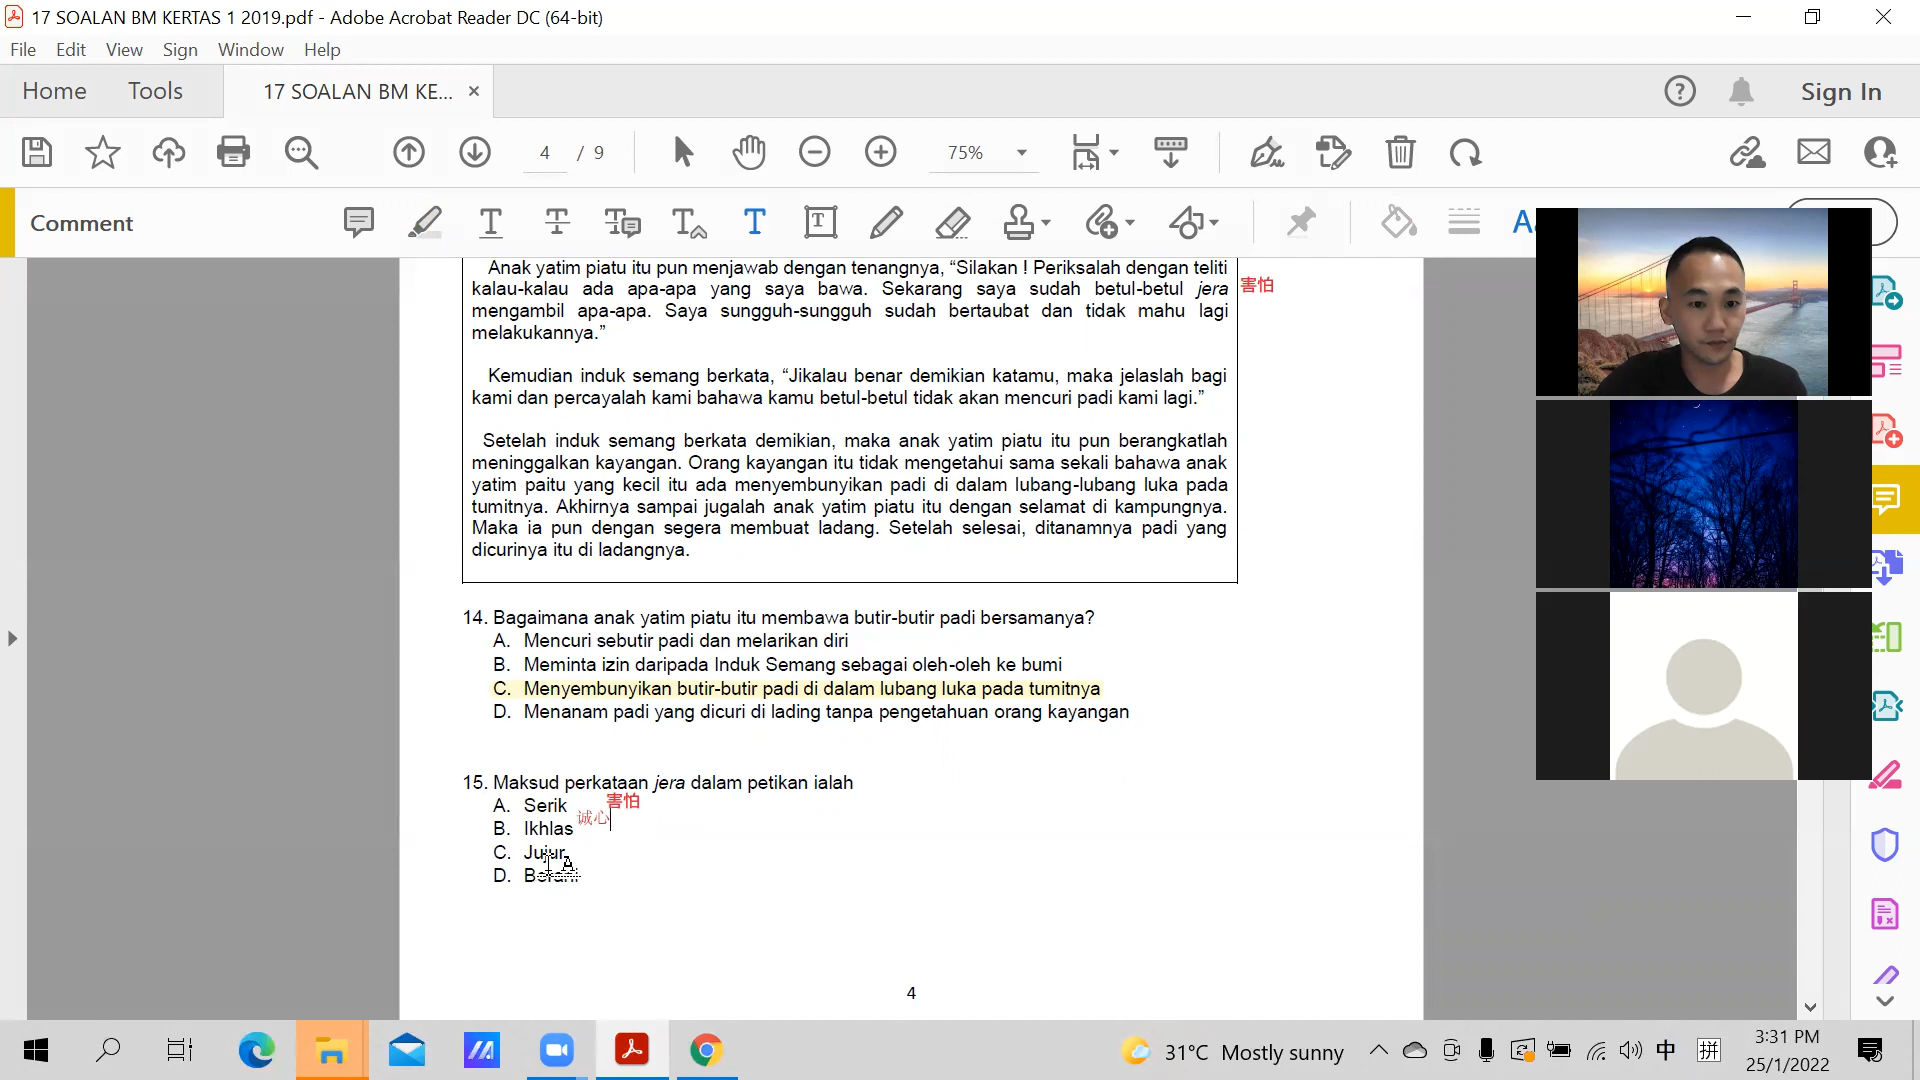 17 SOALAN BM KERTAS 1 2019.pdf - Adobe Acrobat Reader DC (64-bit)
File Edit View Sign Window Help
Home Tools 17 SOALAN BM KE... × Sign In
4 / 9 75%
Comment
Anak yatim piatu itu pun menjawab dengan tenangnya, “Silakan ! Periksalah dengan teliti
kalau-kalau ada apa-apa yang saya bawa. Sekarang saya sudah betul-betul jera 害怕
mengambil apa-apa. Saya sungguh-sungguh sudah bertaubat dan tidak mahu lagi
melakukannya.”
Kemudian induk semang berkata, “Jikalau benar demikian katamu, maka jelaslah bagi
kami dan percayalah kami bahawa kamu betul-betul tidak akan mencuri padi kami lagi.”
Setelah induk semang berkata demikian, maka anak yatim piatu itu pun berangkatlah
meninggalkan kayangan. Orang kayangan itu tidak mengetahui sama sekali bahawa anak
yatim paitu yang kecil itu ada menyembunyikan padi di dalam lubang-lubang luka pada
tumitnya. Akhirnya sampai jugalah anak yatim piatu itu dengan selamat di kampungnya.
Maka ia pun dengan segera membuat ladang. Setelah selesai, ditanamnya padi yang
dicurinya itu di ladangnya.
14. Bagaimana anak yatim piatu itu membawa butir-butir padi bersamanya?
A. Mencuri sebutir padi dan melarikan diri
B. Meminta izin daripada Induk Semang sebagai oleh-oleh ke bumi
C. Menyembunyikan butir-butir padi di dalam lubang luka pada tumitnya
D. Menanam padi yang dicuri di lading tanpa pengetahuan orang kayangan
15. Maksud perkataan jera dalam petikan ialah
A. Serik 害怕
B. Ikhlas 诚心
C. Jujur
D. Berani
4
31°C Mostly sunny 中 拼 3:31 PM
25/1/2022